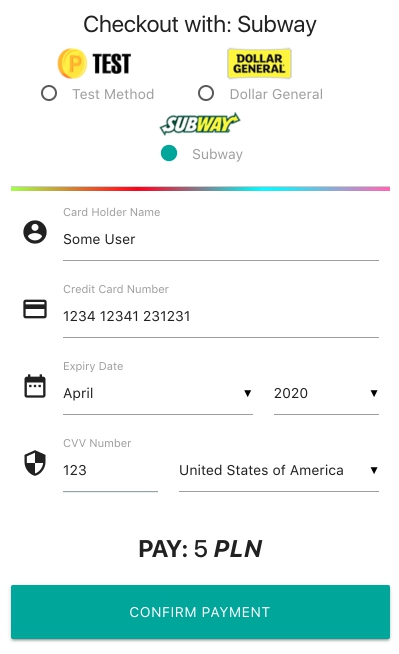 Checkout with: Subway
P TEST
DOLLAR GENERAL
Test Method
Dollar General
SUBWAY
Subway
Card Holder Name
Some User
Credit Card Number
1234 12341 231231
Expiry Date
April
2020
CVV Number
123
United States of America
PAY: 5 PLN
CONFIRM PAYMENT